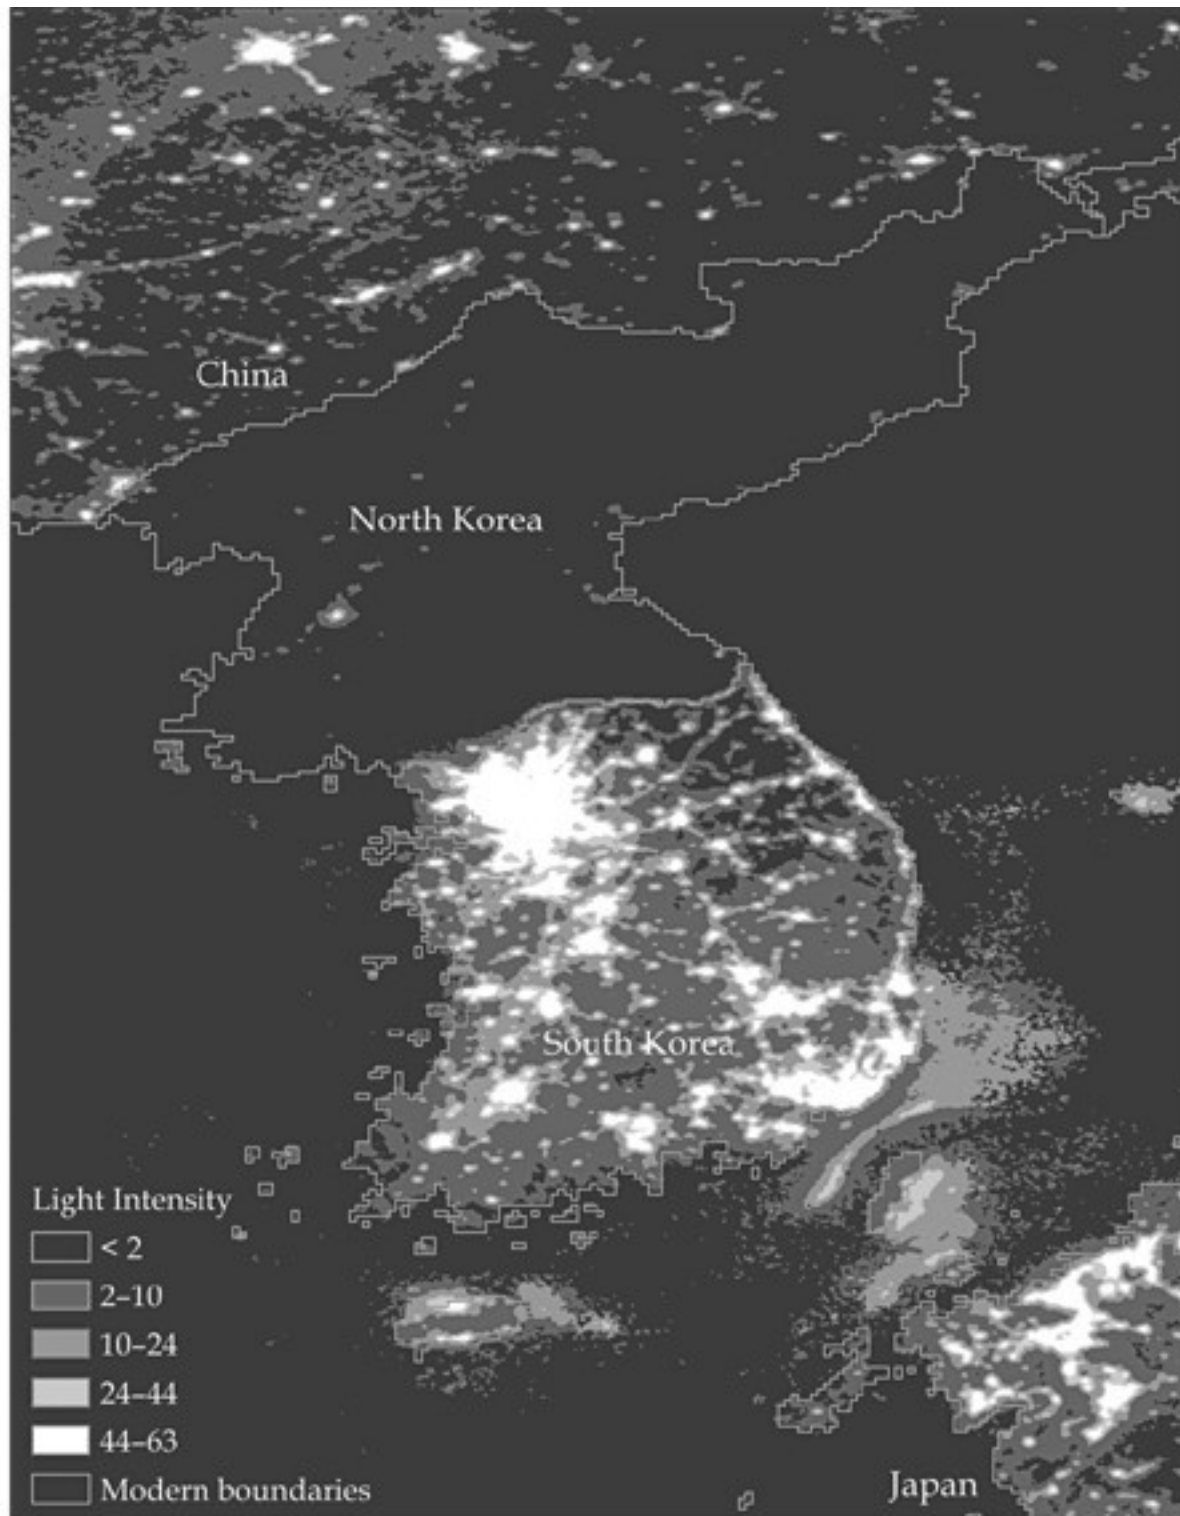 China
North Korea
South Korea
Light Intensity
< 2
2–10
10–24
24–44
44–63
Modern boundaries
Japan